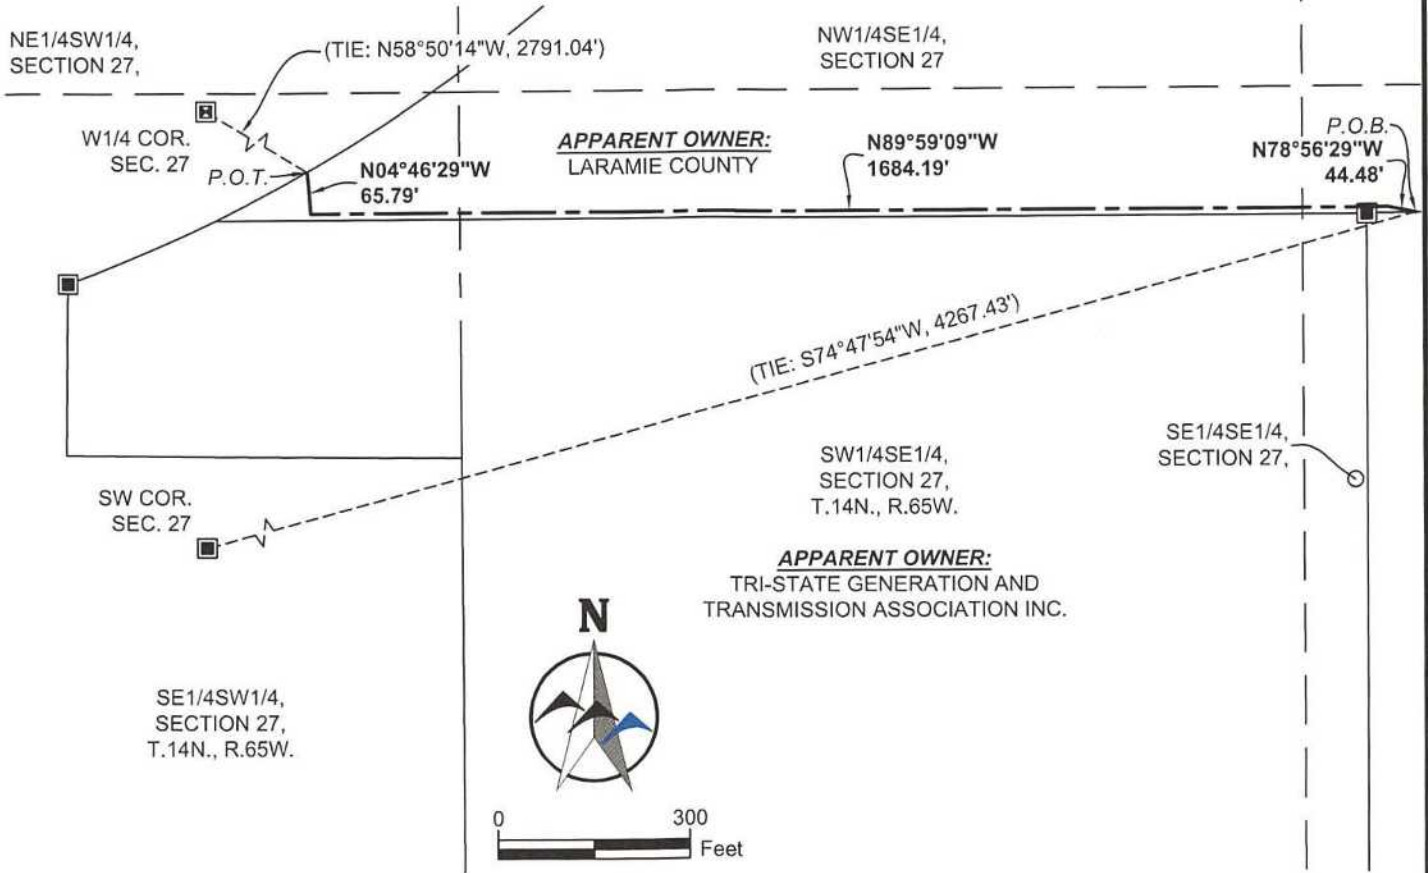 NE1/4SW1/4,
SECTION 27,
(TIE: N58°50'14"W, 2791.04')
NW1/4SE1/4,
SECTION 27
W1/4 COR.
SEC. 27
P.O.T.
N04°46'29"W
65.79'
APPARENT OWNER:
LARAMIE COUNTY
N89°59'09"W
1684.19'
P.O.B.
N78°56'29"W
44.48'
(TIE: S74°47'54"W, 4267.43')
SW COR.
SEC. 27
SW1/4SE1/4,
SECTION 27,
T.14N., R.65W.
SE1/4SE1/4,
SECTION 27,
APPARENT OWNER:
TRI-STATE GENERATION AND
TRANSMISSION ASSOCIATION INC.
SE1/4SW1/4,
SECTION 27,
T.14N., R.65W.
N
0 300
Feet